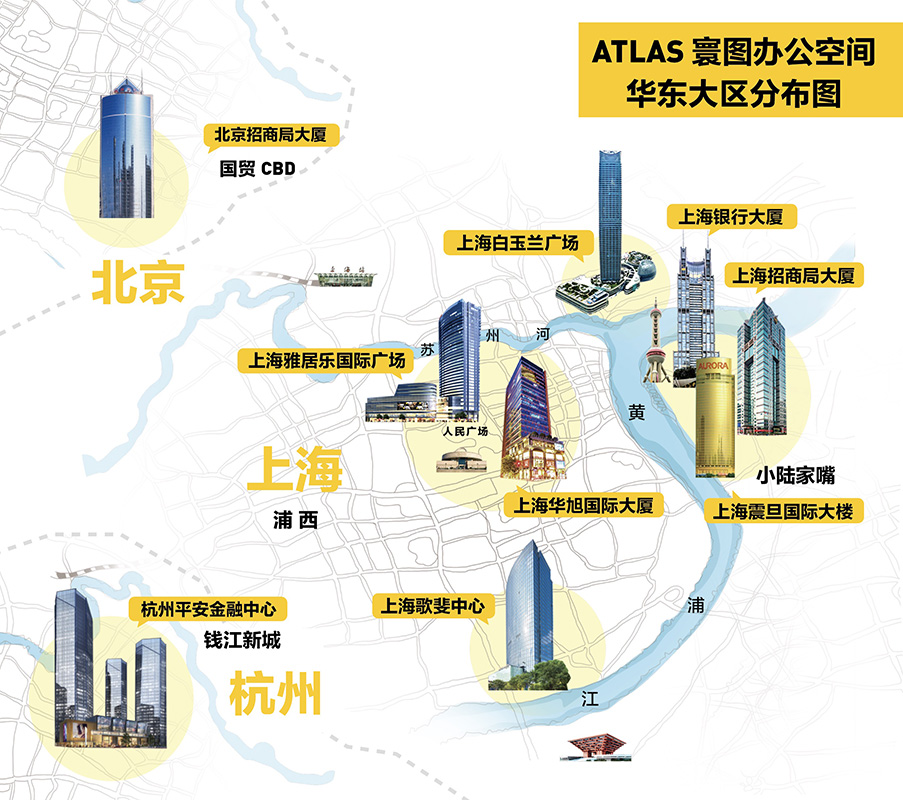 ATLAS 寰图办公空间
华东大区分布图
北京招商局大厦
国贸 CBD
北京
上海白玉兰广场
上海银行大厦
上海招商局大厦
上海站
苏州河
上海雅居乐国际广场
AURORA
黄浦江
人民广场
上海
浦西
小陆家嘴
上海华旭国际大厦
上海震旦国际大楼
杭州平安金融中心
钱江新城
上海歌斐中心
杭州